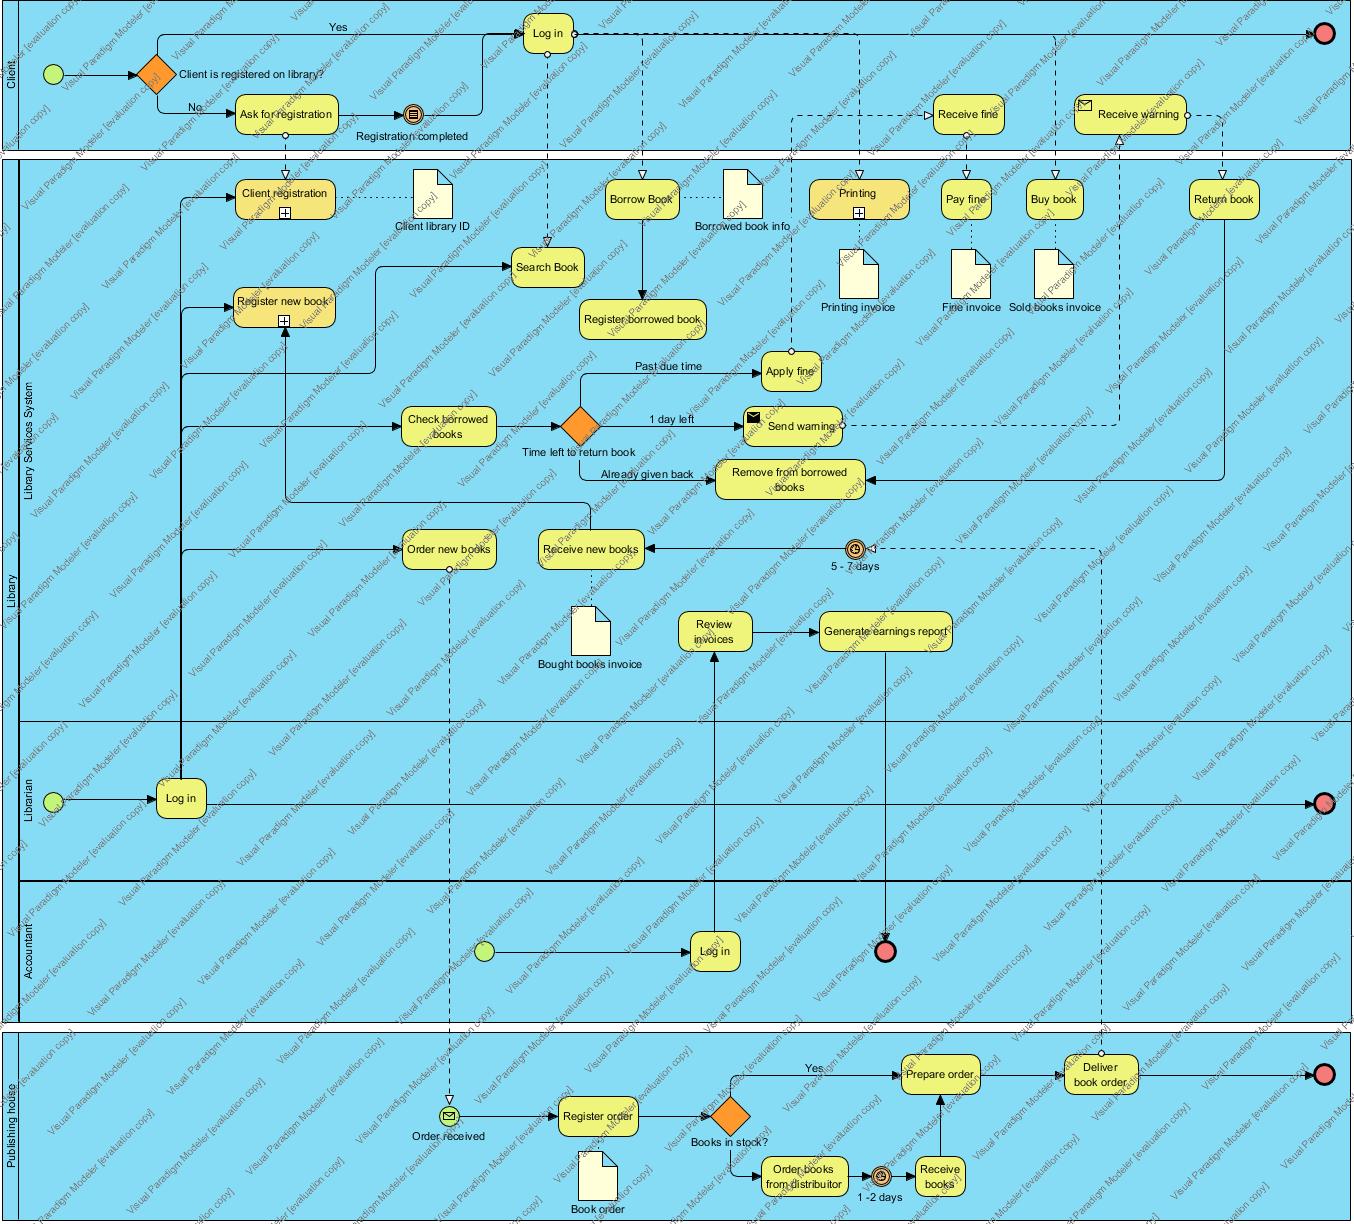 Client
Yes
Log in
Client is registered on library?
No
Ask for registration
Registration completed
Receive fine
Receive warning
Library
Library Services System
Client registration
Client library ID
Borrow Book
Borrowed book info
Printing
Pay fine
Buy book
Return book
Search Book
Register new book
Register borrowed book
Printing invoice
Fine invoice
Sold books invoice
Past due time
Apply fine
Check borrowed
books
1 day left
Send warning
Time left to return book
Already given back
Remove from borrowed
books
Order new books
Receive new books
5 - 7 days
Bought books invoice
Review
invoices
Generate earnings report
Librarian
Log in
Accountant
Log in
Publishing house
Order received
Register order
Book order
Books in stock?
Yes
Prepare order
Deliver
book order
Order books
from distribuitor
1 -2 days
Receive
books
Visual Paradigm Modeler [evaluation copy]